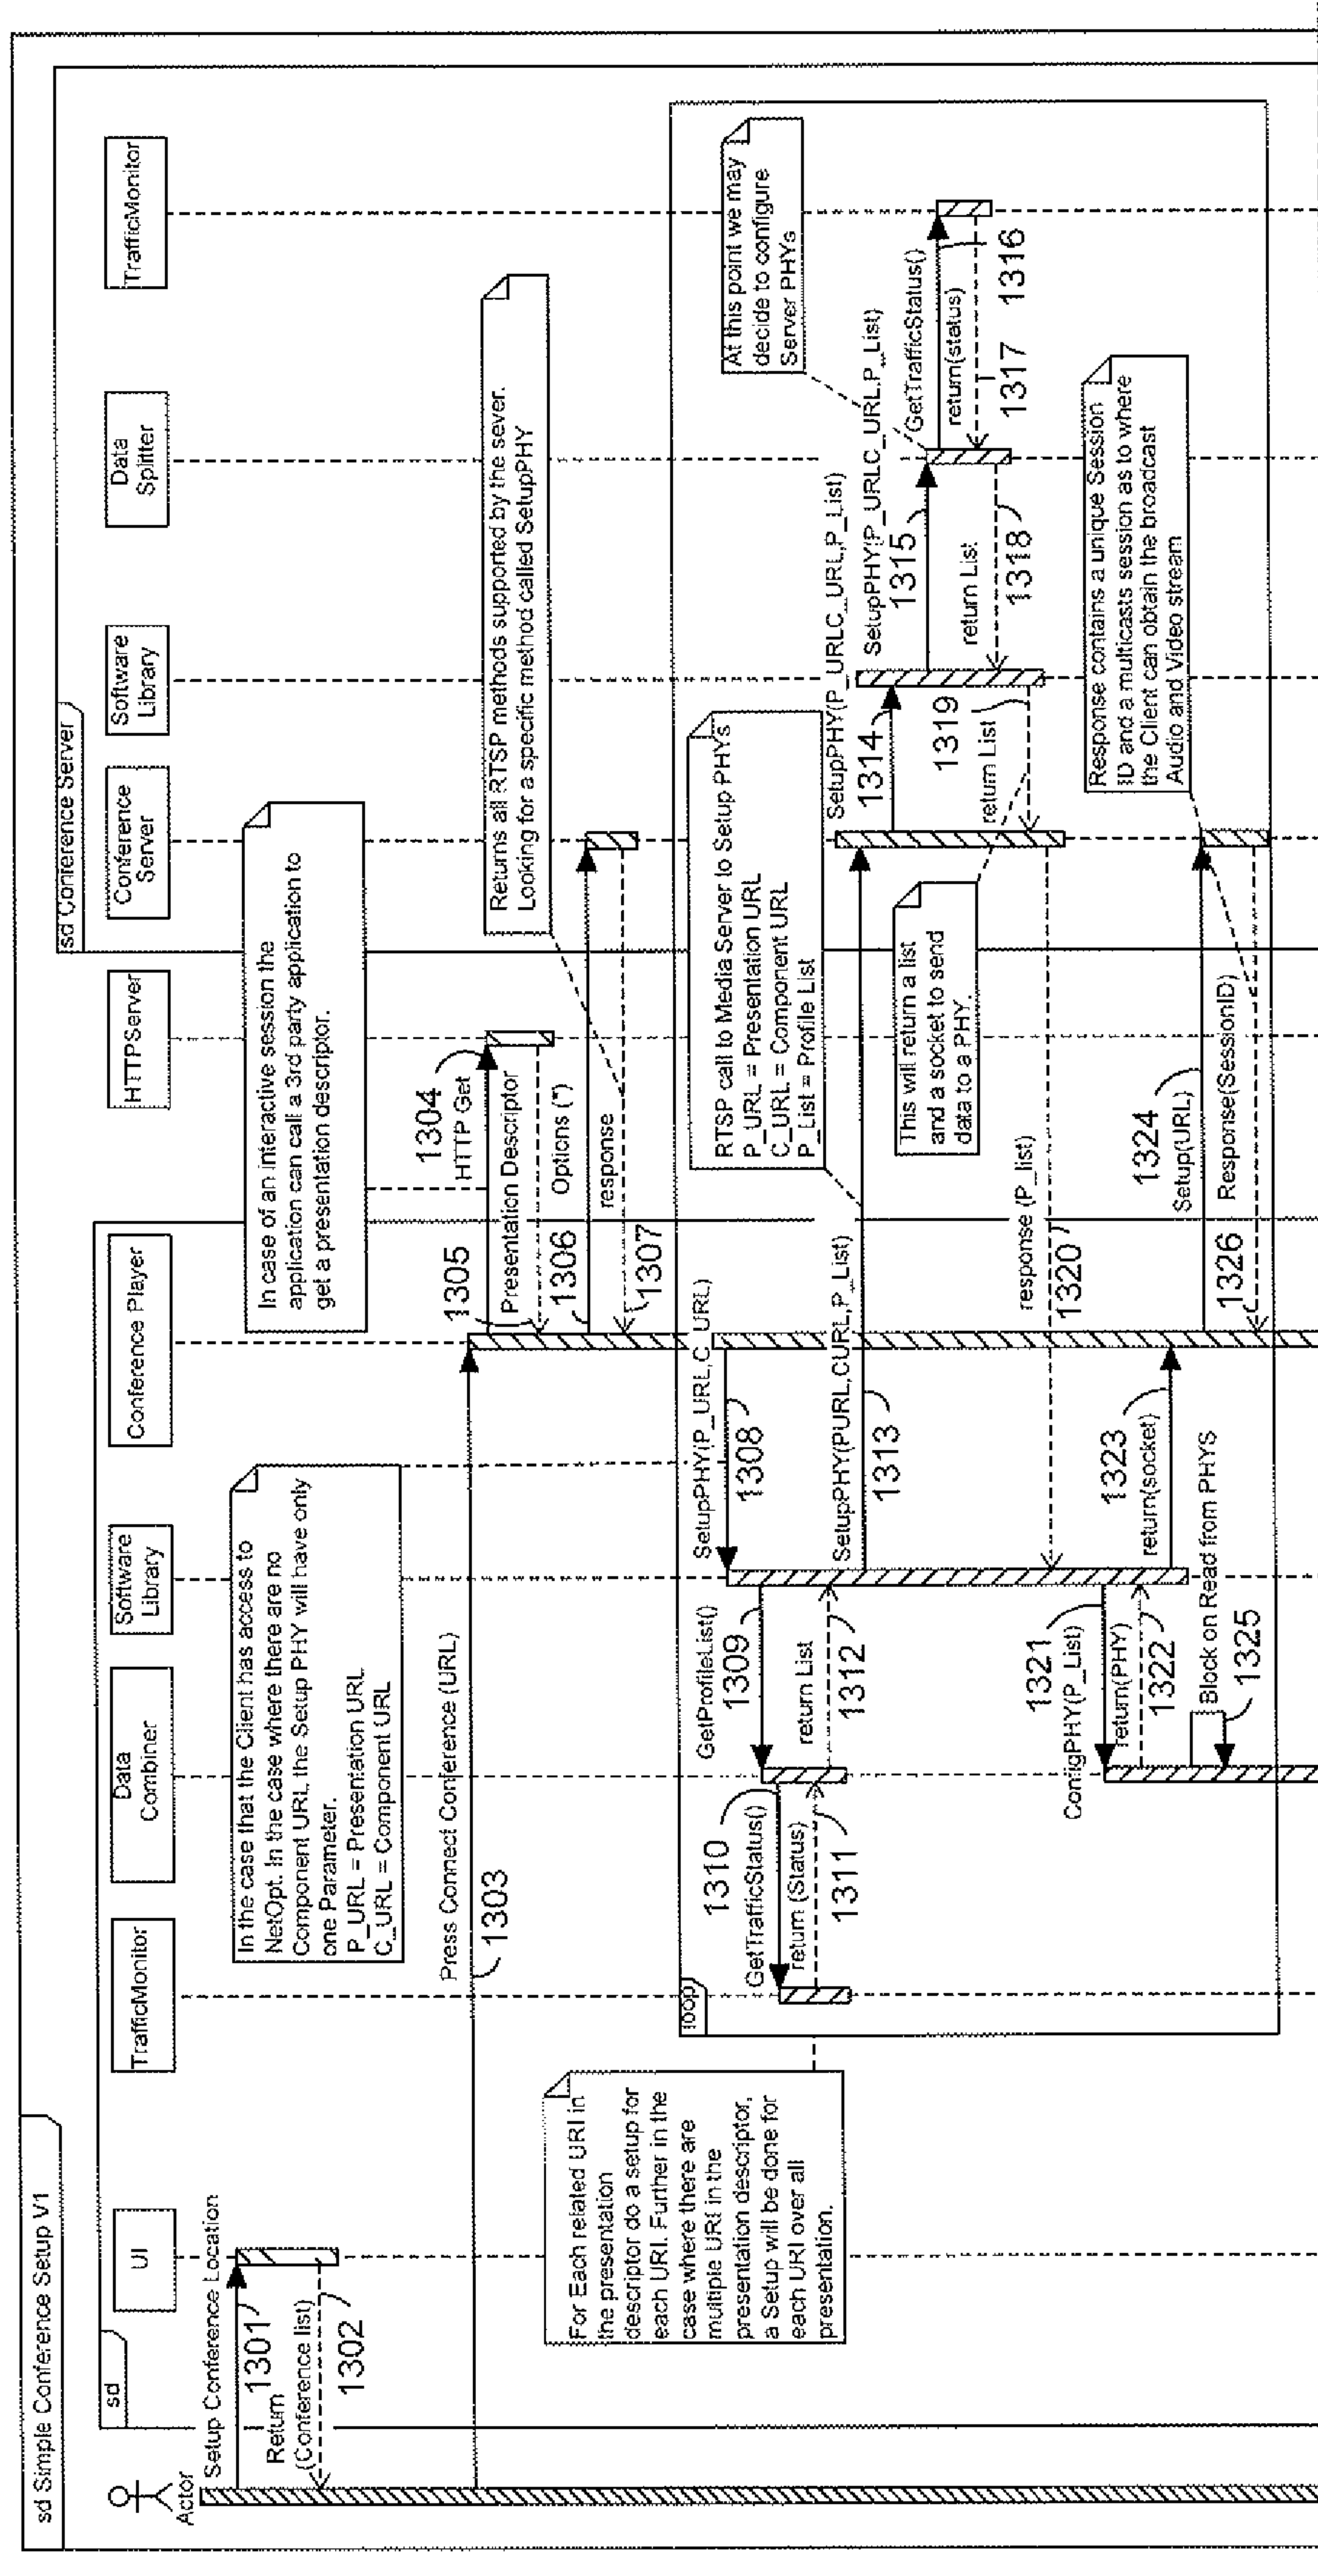 sd Simple Conference Setup V1
sd
sd Conference Server
Actor
UI
TrafficMonitor
Data
Combiner
Software
Library
Conference Player
HTTPServer
Conference
Server
Software
Library
Data
Splitter
TrafficMonitor
Setup Conference Location
1301
Return
(Conference list)
1302
In the case that the Client has access to
NetOpt. In the case where there are no
Component URL, the Setup PHY will have only
one Parameter.
P_URL = Presentation URL
C_URL = Component URL
In case of an interactive session the
application can call a 3rd party application to
get a presentation descriptor.
Press Connect Conference (URL)
1303
1304
HTTP Get
1305
Presentation Descriptor
1306
Options (*)
response
1307
Returns all RTSP methods supported by the sever.
Looking for a specific method called SetupPHY
For Each related URI in
the presentation
descriptor do a setup for
each URI. Further in the
case where there are
multiple URI in the
presentation descriptor,
a Setup will be done for
each URI over all
presentation.
loop
SetupPHY(P_URL,C_URL)
1308
GetProfileList()
1309
1310
GetTrafficStatus()
return (Status)
1311
return List
1312
RTSP call to Media Server to Setup PHYs
P_URL = Presentation URL
C_URL = Component URL
P_List = Profile List
SetupPHY(PURL,CURL,P_List)
1313
SetupPHY(P_URLC_URL,P_List)
1314
SetupPHY(P_URLC_URL,P_List)
1315
At this point we may
decide to configure
Server PHYs
GetTrafficStatus()
1316
return(status)
1317
return List
1318
1319
return List
This will return a list
and a socket to send
data to a PHY.
response (P_list)
1320
1321
ConfigPHY(P_List)
return(PHY)
1322
1323
return(socket)
Block on Read from PHYS
1325
1324
Setup(URL)
Response(SessionID)
1326
Response contains a unique Session
ID and a multicasts session as to where
the Client can obtain the broadcast
Audio and Video stream